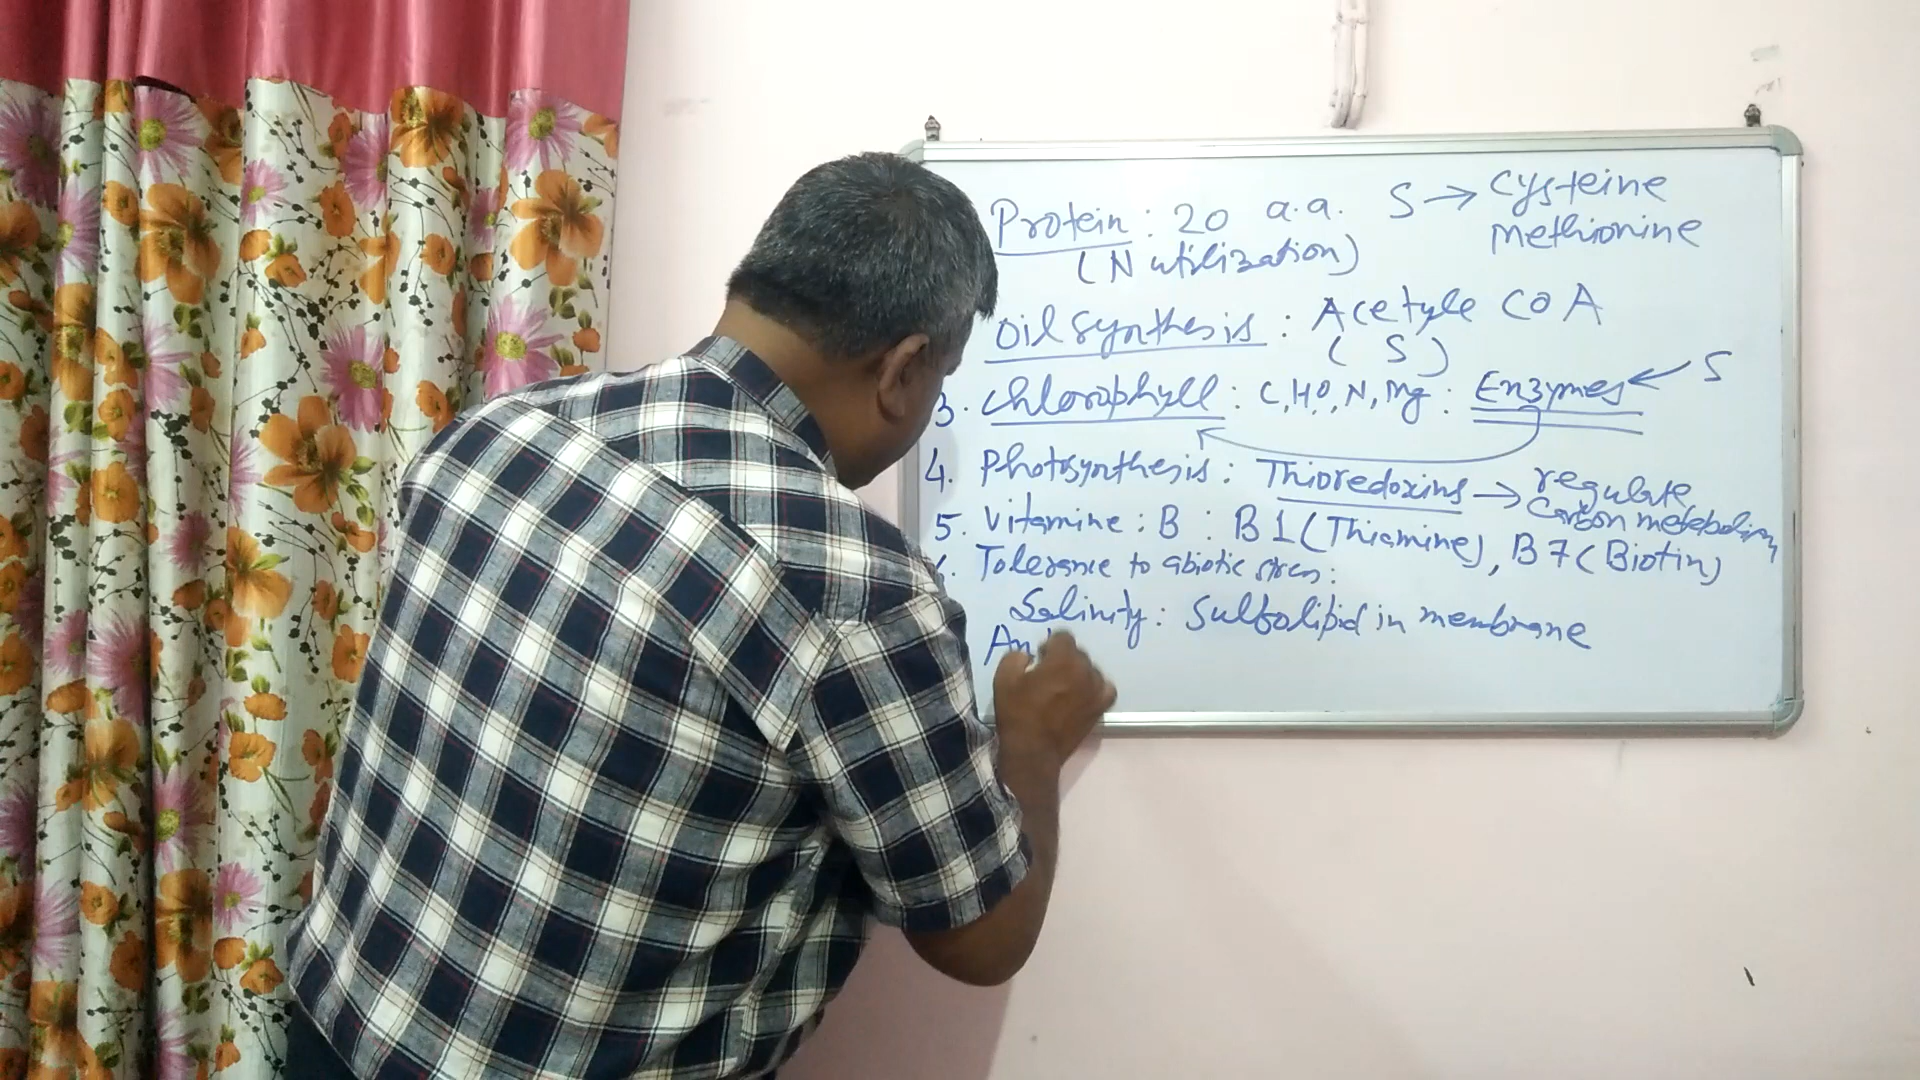 Protein : 20 a.a. S → Cysteine
Methionine
(N utilization)
Oil Synthesis : Acetyle CoA
( S )
3. Chlorophyll : C, H, O, N, Mg : Enzymes ← S
4. Photosynthesis : Thioredoxins → regulate
Carbon metabolism
5. Vitamine : B : B1 (Thiamine), B7 (Biotin)
. Tolerance to abiotic stress :
Salinity : Sulfolipid in membrane
An